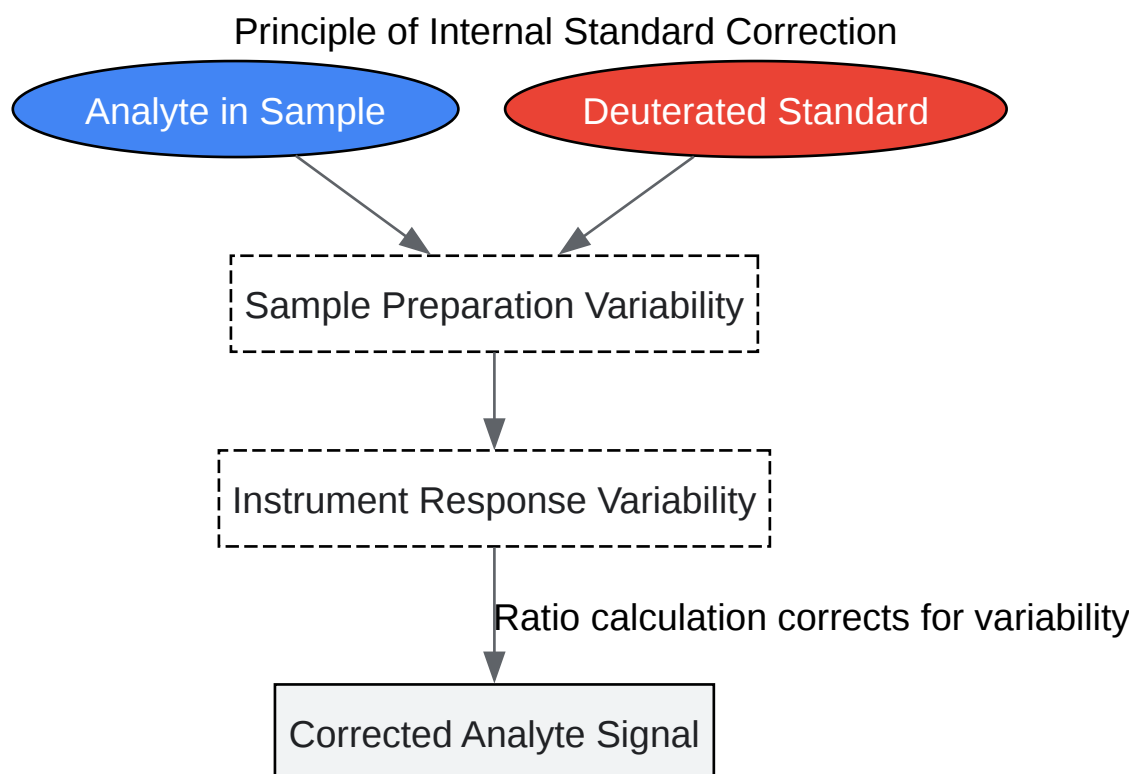 Principle of Internal Standard Correction
Analyte in Sample
Deuterated Standard
Sample Preparation Variability
Instrument Response Variability
Ratio calculation corrects for variability
Corrected Analyte Signal